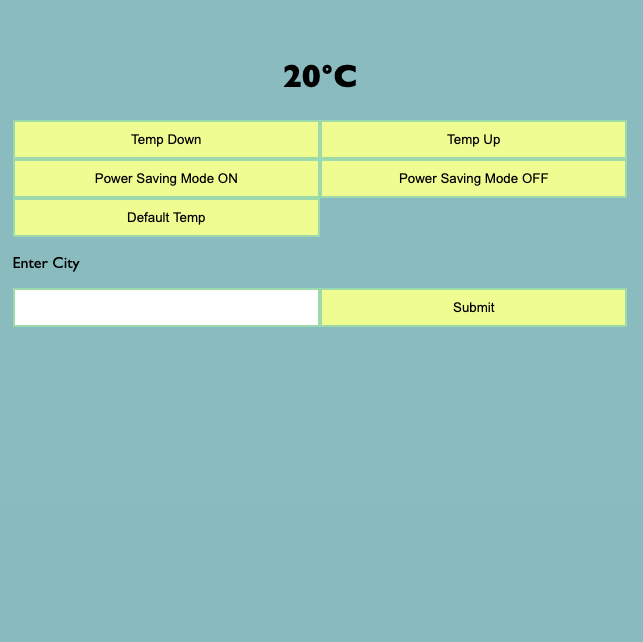 20°C
Temp Down Temp Up
Power Saving Mode ON Power Saving Mode OFF
Default Temp
Enter City
Submit